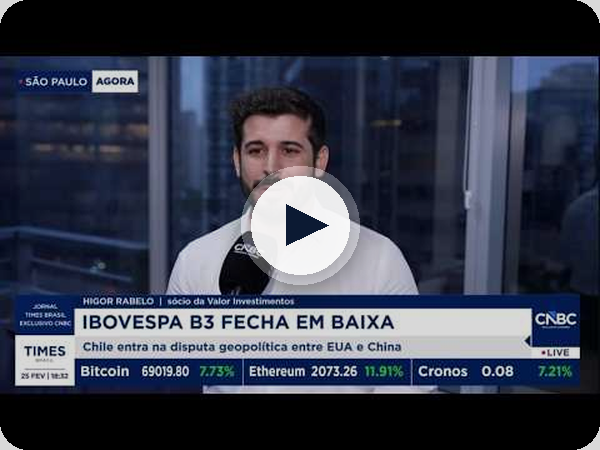 SÃO PAULO AGORA
CNBC
JORNAL
TIMES BRASIL
EXCLUSIVO CNBC
HIGOR RABELO | sócio da Valor Investimentos
IBOVESPA B3 FECHA EM BAIXA
CNBC
Chile entra na disputa geopolítica entre EUA e China
LIVE
TIMES
BRASIL
25 FEV | 18:32
Bitcoin 69019.80 7.73% Ethereum 2073.26 11.91% Cronos 0.08 7.21%